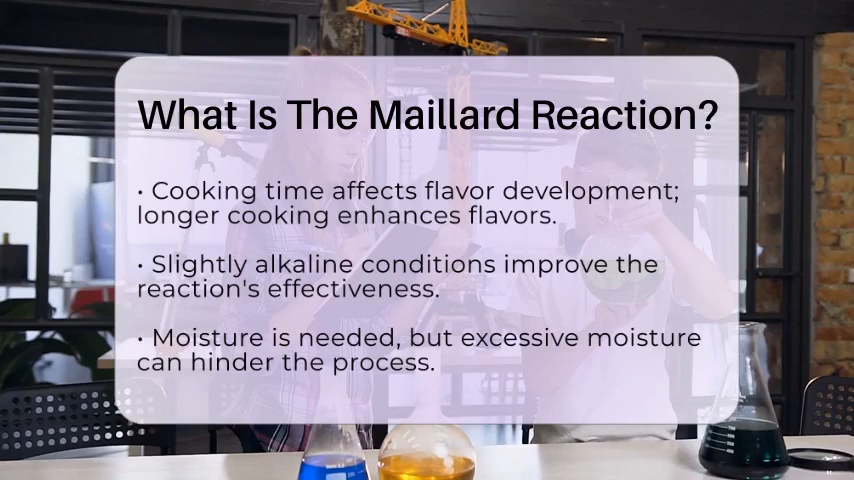 What Is The Maillard Reaction?
• Cooking time affects flavor development;
longer cooking enhances flavors.
• Slightly alkaline conditions improve the
reaction's effectiveness.
• Moisture is needed, but excessive moisture
can hinder the process.